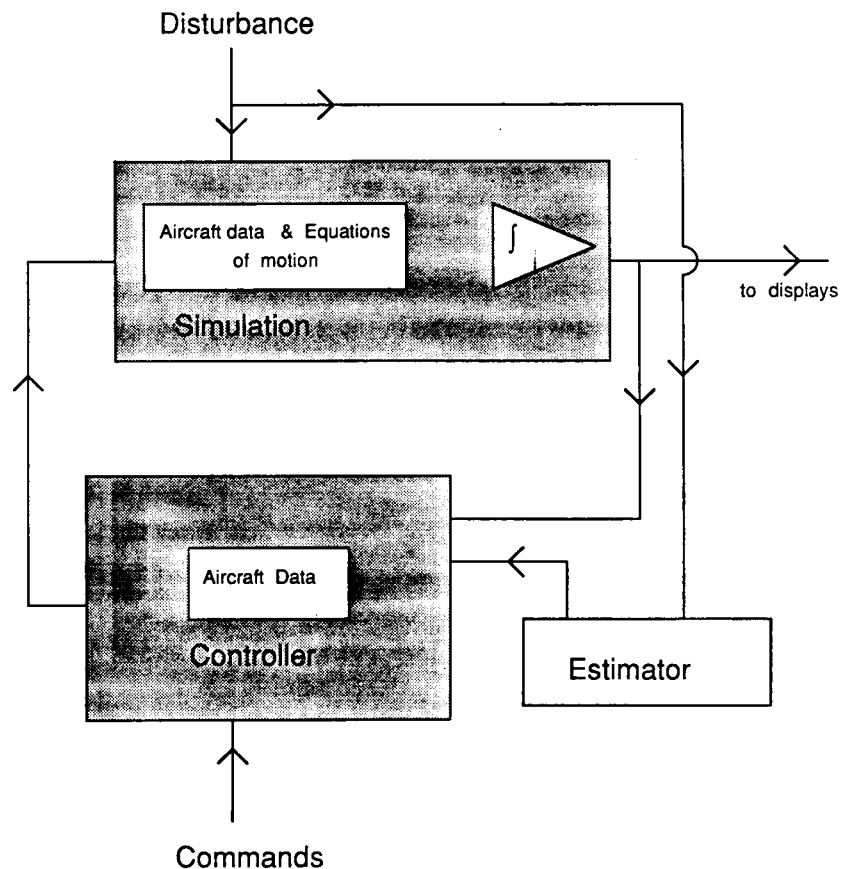 Disturbance
Aircraft data & Equations
of motion
∫
Simulation
to displays
Aircraft Data
Controller
Estimator
Commands